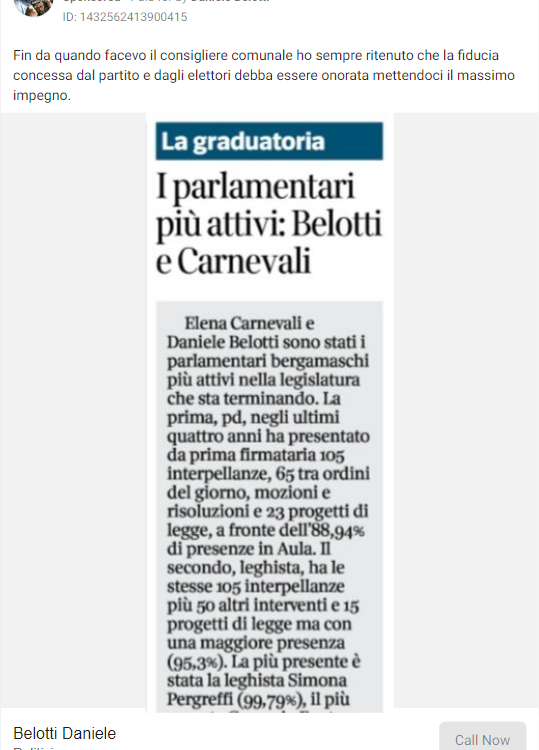 ID: 1432562413900415
Fin da quando facevo il consigliere comunale ho sempre ritenuto che la fiducia
concessa dal partito e dagli elettori debba essere onorata mettendoci il massimo
impegno.
La graduatoria
I parlamentari
più attivi: Belotti
e Carnevali
Elena Carnevali e
Daniele Belotti sono stati i
parlamentari bergamaschi
più attivi nella legislatura
che sta terminando. La
prima, pd, negli ultimi
quattro anni ha presentato
da prima firmataria 105
interpellanze, 65 tra ordini
del giorno, mozioni e
risoluzioni e 23 progetti di
legge, a fronte dell'88,94%
di presenze in Aula. Il
secondo, leghista, ha le
stesse 105 interpellanze
più 50 altri interventi e 15
progetti di legge ma con
una maggiore presenza
(95,3%). La più presente è
stata la leghista Simona
Pergreffi (99,79%), il più
Belotti Daniele
Call Now